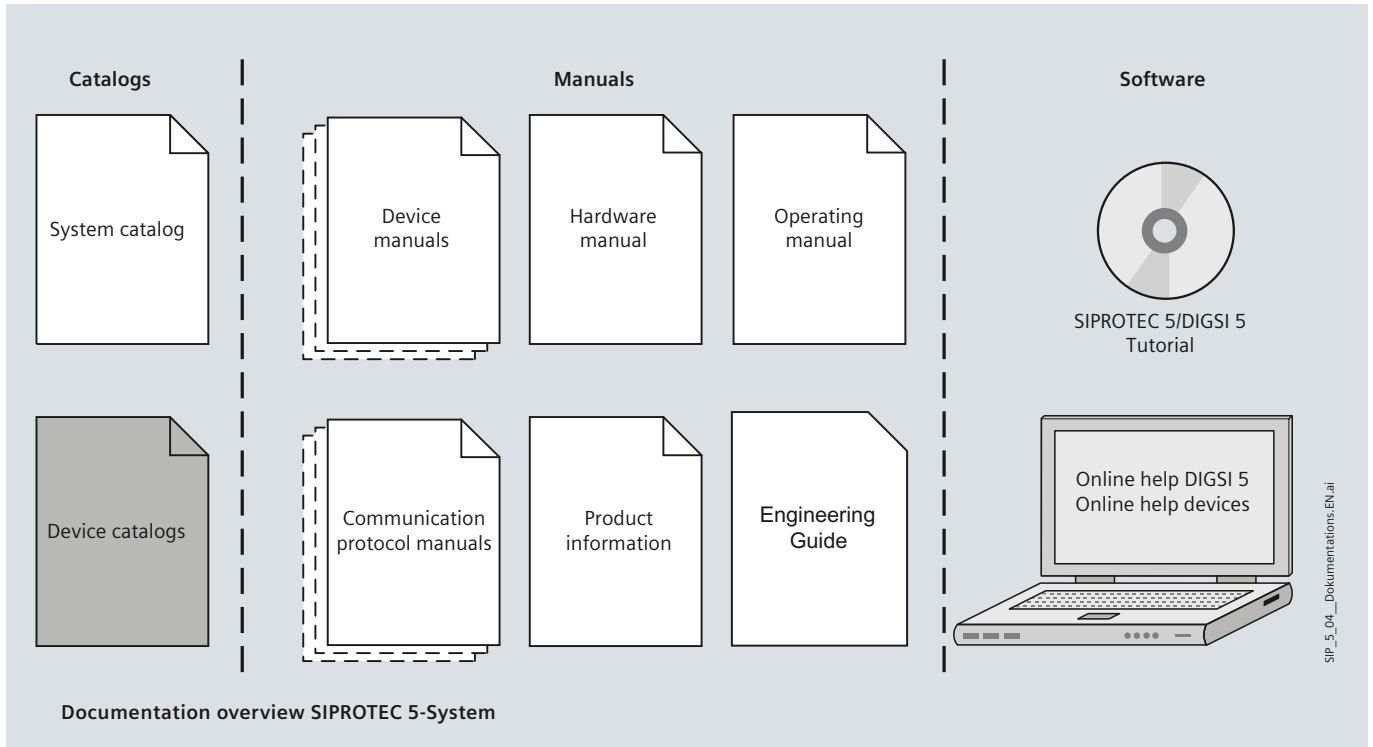 Catalogs
Manuals
Software
System catalog
Device
manuals
Hardware
manual
Operating
manual
SIPROTEC 5/DIGSI 5
Tutorial
Device catalogs
Communication
protocol manuals
Product
information
Engineering
Guide
Online help DIGSI 5
Online help devices
SIP_5_04__Dokumentations.EN.ai
Documentation overview SIPROTEC 5-System